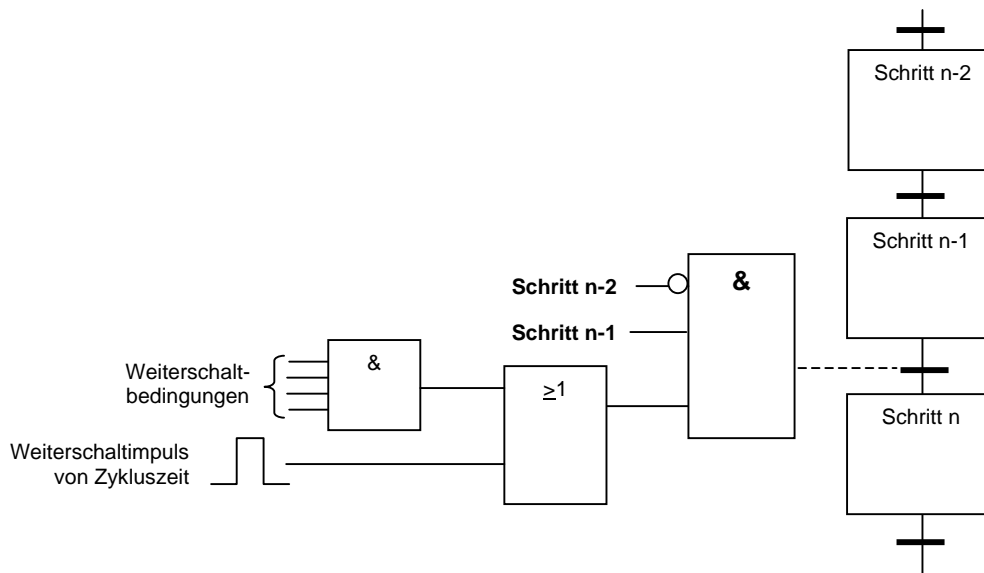 Schritt n-2
Schritt n-1
Schritt n-2
&
Schritt n-1
Weiterschalt-
bedingungen
&
≥1
Schritt n
Weiterschaltimpuls
von Zykluszeit